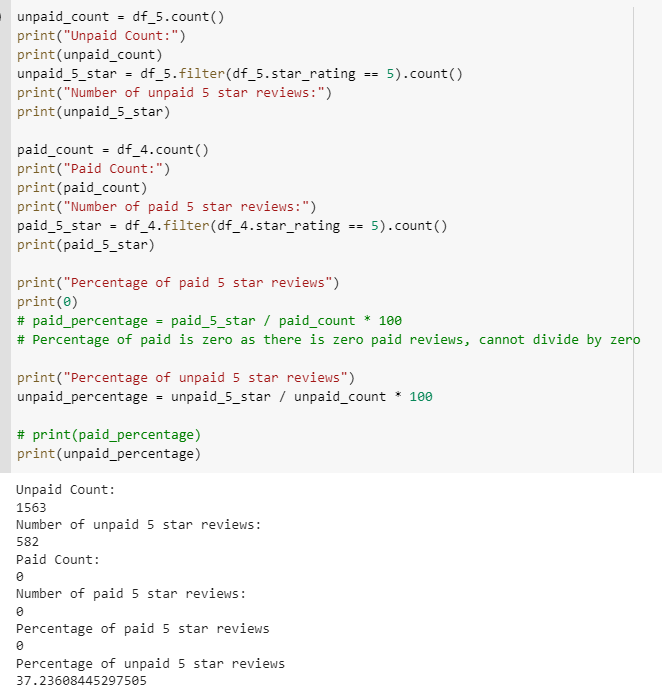 unpaid_count = df_5.count()
print("Unpaid Count:")
print(unpaid_count)
unpaid_5_star = df_5.filter(df_5.star_rating == 5).count()
print("Number of unpaid 5 star reviews:")
print(unpaid_5_star)
paid_count = df_4.count()
print("Paid Count:")
print(paid_count)
print("Number of paid 5 star reviews:")
paid_5_star = df_4.filter(df_4.star_rating == 5).count()
print(paid_5_star)
print("Percentage of paid 5 star reviews")
print(0)
# paid_percentage = paid_5_star / paid_count * 100
# Percentage of paid is zero as there is zero paid reviews, cannot divide by zero
print("Percentage of unpaid 5 star reviews")
unpaid_percentage = unpaid_5_star / unpaid_count * 100
# print(paid_percentage)
print(unpaid_percentage)
Unpaid Count:
1563
Number of unpaid 5 star reviews:
582
Paid Count:
0
Number of paid 5 star reviews:
0
Percentage of paid 5 star reviews
0
Percentage of unpaid 5 star reviews
37.23608445297505